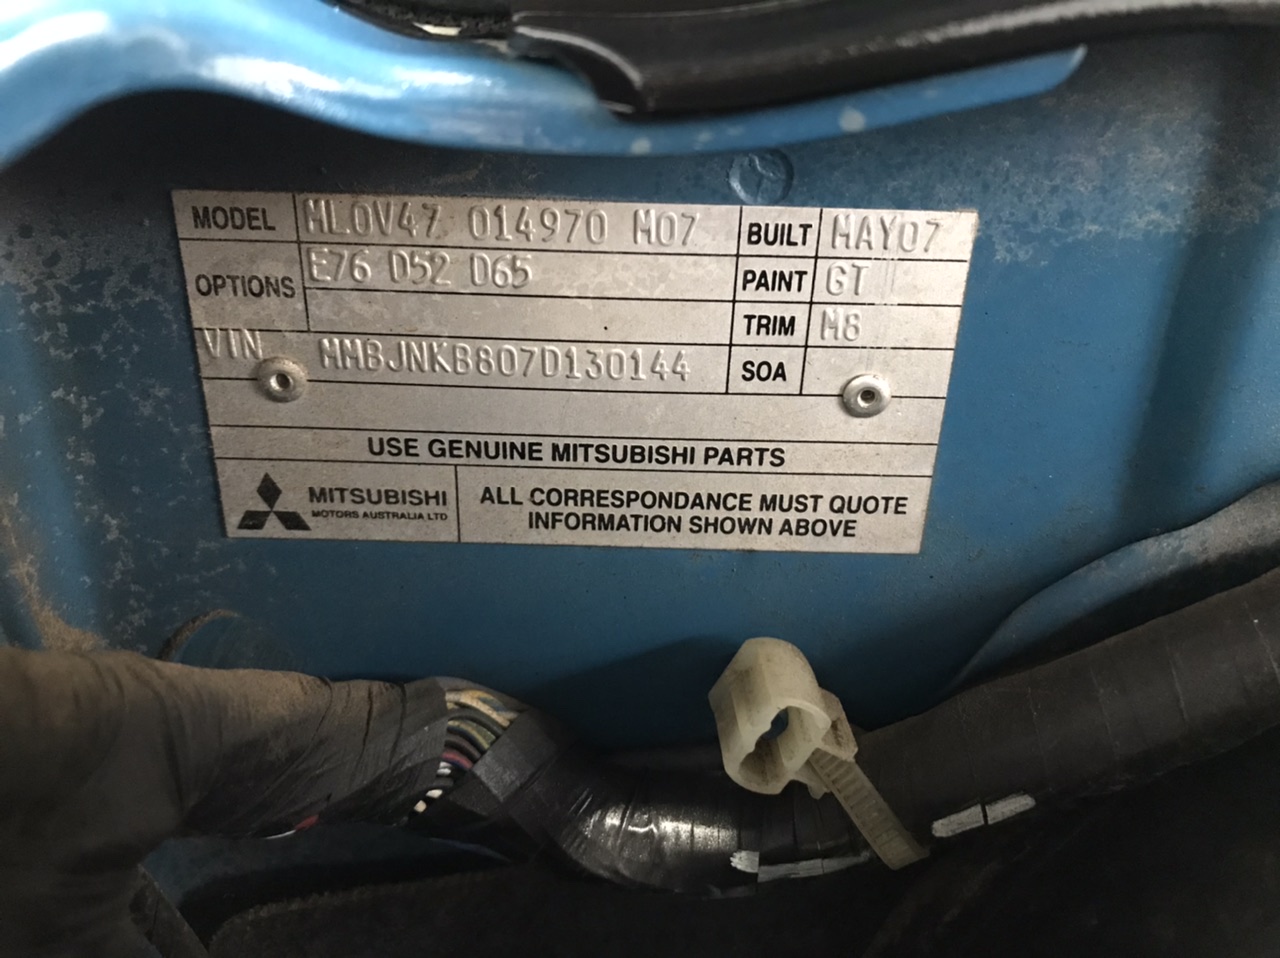 MODEL ML0V47 014970 M07 BUILT MAY07
OPTIONS E76 D52 D65 PAINT GT
TRIM M8
VIN MMBJNKB807D130144 SOA
USE GENUINE MITSUBISHI PARTS
MITSUBISHI
MOTORS AUSTRALIA LTD
ALL CORRESPONDANCE MUST QUOTE
INFORMATION SHOWN ABOVE